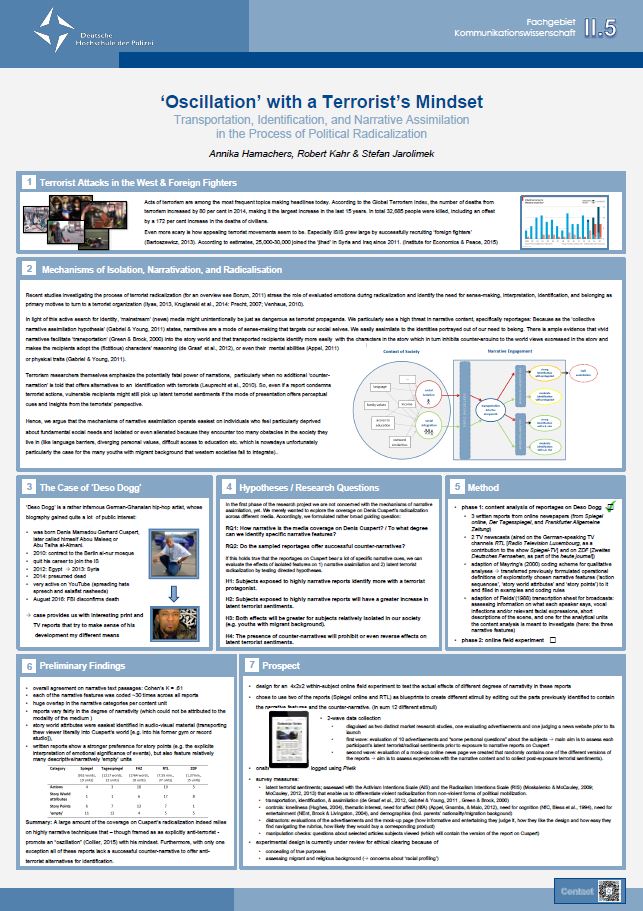 Deutsche
Hochschule der Polizei
Fachgebiet
Kommunikationswissenschaft
II.5
'Oscillation' with a Terrorist's Mindset
Transportation, Identification, and Narrative Assimilation
in the Process of Political Radicalization
Annika Hamachers, Robert Kahr & Stefan Jarolimek
1 Terrorist Attacks in the West & Foreign Fighters
Acts of terrorism are among the most frequent topics making headlines today. According to the Global Terrorism Index, the number of deaths from
terrorism increased by 80 per cent in 2014, making it the largest increase in the last 15 years. In total 32,685 people were killed, including an offset
by a 172 per cent increase in the deaths of civilians.
Even more scary is how appealing terrorist movements seem to be. Especially ISIS grew large by successfully recruiting 'foreign fighters'
(Bartoszewicz, 2013). According to estimates, 25,000-30,000 joined the 'jihad' in Syria and Iraq since 2011. (Institute for Economics & Peace, 2015)
2 Mechanisms of Isolation, Narrativation, and Radicalisation
Recent studies investigating the process of terrorist radicalization (for an overview see Borum, 2011) stress the role of evaluated emotions during radicalization and identify the need for sense-making, interpretation, identification, and belonging as
primary motives to turn to a terrorist organization (Ilyas, 2013, Kruglanski et al., 2014; Precht, 2007; Venhaus, 2010).
In light of this active search for identity, 'mainstream' (news) media might unintentionally be just as dangerous as terrorist propaganda. We particularly see a high threat in narrative content, specifically reportages: Because as the 'collective
narrative assimilation hypothesis' (Gabriel & Young, 2011) states, narratives are a mode of sense-making that targets our social selves. We easily assimilate to the identities portrayed out of our need to belong. There is ample evidence that vivid
narratives facilitate 'transportation' (Green & Brock, 2000) into the story world and that transported recipients identify more easily with the characters in the story which in turn inhibits counter-arguing to the world views expressed in the story and
makes the recipients adopt the (fictitious) characters' reasoning (de Graaf et al., 2012), or even their mental abilities (Appel, 2011)
or physical traits (Gabriel & Young, 2011).
Terrorism researchers themselves emphasize the potentially fatal power of narrations, particularly when no additional 'counter-
narration' is told that offers alternatives to an identification with terrorists (Leuprecht et al., 2010). So, even if a report condemns
terrorist actions, vulnerable recipients might still pick up latent terrorist sentiments if the mode of presentation offers perceptual
cues and insights from the terrorists' perspective.
Hence, we argue that the mechanisms of narrative assimilation operate easiest on individuals who feel particularly deprived
about fundamental social needs and isolated or even alienated because they encounter too many obstacles in the society they
live in (like language barriers, diverging personal values, difficult access to education etc. which is nowadays unfortunately
particularly the case for the many youths with migrant background that western societies fail to integrate)..
Context of Society
Narrative Engagement
language
family values
income
access to
education
social
isolation
social
integration
3 The Case of 'Deso Dogg'
'Deso Dogg' is a rather infamous German-Ghanaian hip-hop artist, whose
biography gained quite a lot of public interest:
• was born Denis Mamadou Gerhard Cuspert,
later called himself Abou Maleeq or
Abu Talha al-Almani.
• 2010: contract to the Berlin al-nur mosque
• quit his career to join the IS
• 2012: Egypt → 2013: Syria
• 2014: presumed dead
• very active on YouTube (spreading hate
speech and salafist nasheeds)
• August 2016: FBI disconfirms death
→ case provides us with interesting print and
TV reports that try to make sense of his
development my different means
4 Hypotheses / Research Questions
In the first phase of the research project we are not concerned with the mechanisms of narrative
assimilation, yet. We merely wanted to explore the coverage on Denis Cuspert's radicalization
across different media. Accordingly, we formulated rather broad guiding question:
RQ1: How narrative is the media coverage on Denis Cuspert? / To what degree
can we identify specific narrative features?
RQ2: Do the sampled reportages offer successful counter-narratives?
If this holds true that the reportages on Cuspert bear a lot of specific narrative cues, we can
evaluate the effects of isolated features on 1) narrative assimilation and 2) latent terrorist
radicalization by testing directed hypotheses.
H1: Subjects exposed to highly narrative reports identify more with a terrorist
protagonist.
H2: Subjects exposed to highly narrative reports will have a greater increase in
latent terrorist sentiments.
H3: Both effects will be greater for subjects relatively isolated in our society
(e.g. youths with migrant background).
H4: The presence of counter-narratives will prohibit or even reverse effects on
latent terrorist sentiments.
5 Method
• phase 1: content analysis of reportages on Deso Dogg
• 3 written reports from online newspapers (from Spiegel
online, Der Tagesspiegel, and Frankfurter Allgemeine
Zeitung)
• 2 TV newscasts (aired on the German-speaking TV
channels RTL [Radio Television Luxembourg, as a
contribution to the show Spiegel-TV] and on ZDF [Zweites
Deutsches Fernsehen, as part of the heute journal])
• adaption of Mayring's (2000) coding scheme for qualitative
analyses → transferred previously formulated operational
definitions of exploratorily chosen narrative features ('action
sequences', 'story world attributes' and 'story points') to it
and filled in examples and coding rules
• adaption of Fields'(1988) transcription sheet for broadcasts:
assessing information on what each speaker says, vocal
inflections and/or relevant facial expressions, short
descriptions of the scene, and one for the analytical units
the content analysis is meant to investigate (here: the three
narrative features)
• phase 2: online field experiment
6 Preliminary Findings
• overall agreement on narrative text passages: Cohen's K = .61
• each of the narrative features was coded ~30 times across all reports
• huge overlap in the narrative categories per content unit
• reports vary firely in the degree of narrativity (which could not be attributed to the
modality of the medium )
• story world attributes were easiest identified in audio-visual material (transporting
thew viewer literally into Cuspert's world [e.g. into his former gym or record
studio]),
• written reports show a stronger preference for story points (e.g. the explicite
interpretation of emotional significance of events), but also feature relatively
many descriptive/narratively 'empty' units
Category Spiegel Tagesspiegel FAZ RTL ZDF
Actions
Story World
attributes
Story Points
'empty'
Summary: A large amount of the coverage on Cuspert's radicalization indeed relies
on highly narrative techniques that – though framed as as explicitly anti-terrorist -
promote an "oscillation" (Collier, 2015) with his mindset. Furthermore, with only one
exception all of these reports lack a successful counter-narrative to offer anti-
terrorist alternatives for identification.
7 Prospect
• design for an 4x2x2 within-subject online field experiment to test the actual effects of different degrees of narrativity in these reports
• chose to use two of the reports (Spiegel online and RTL) as blueprints to create different stimuli by editing out the parts previously identified to contain
the narrative features and the counter-narrative. (in sum 12 different stimuli)
• 2-wave data collection
• disguised as two distinct market research studies, one evaluating advertisements and one judging a news website prior to its
launch
• first wave: evaluation of 10 advertisements and "some personal questions" about the subjects → main aim is to assess each
participant's latent terrorist/radical sentiments prior to exposure to narrative reports on Cuspert
• second wave: evaluation of a mock-up online news page we created that randomly contains one of the different versions of
the reports → aim is to assess experiences with the narrative content and to collect post-exposure terrorist sentiments).
logged using Piwik
• survey measures:
• latent terrorist sentiments; assessed with the Activism Intentions Scale (AIS) and the Radicalism Intentions Scale (RIS) (Moskalenko & McCauley, 2009;
McCauley, 2012, 2013) that enable us to differentiate violent radicalization from non-violent forms of political mobilization.
• transportation, identification, & assimilation (de Graaf et al., 2012, Gabriel & Young, 2011 , Green & Brock, 2000)
• controls: loneliness (Hughes, 2004), thematic interest, need for affect (NfA) (Appel, Gnambs, & Maio, 2012), need for cognition (NfC, Bless et al., 1994), need for
entertainment (NEnt, Brock & Livingston, 2004), and demographics (incl. parents' nationality/migration background)
• distractors: evaluations of the advertisements and the mock-up page (how informative and entertaining they judge it, how they like the design and how easy they
find navigating the rubrics, how likely they would buy a corresponding product)
• manipulation checks: questions about selected articles subjects viewed (which will contain the version of the report on Cuspert)
• experimental design is currently under review for ethical clearing because of
• concealing of true purposes
• assessing migrant and religious background (→ concerns about 'racial profiling')
Contact